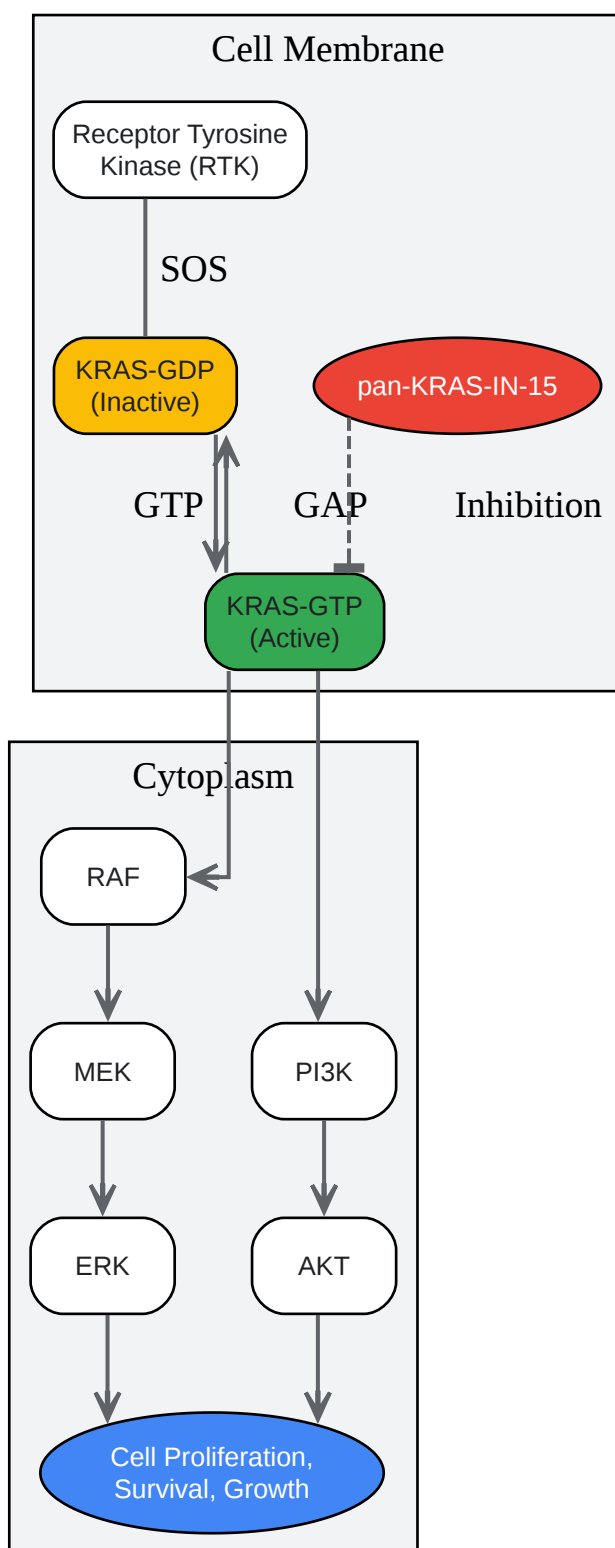 Cell Membrane
Receptor Tyrosine
Kinase (RTK)
SOS
KRAS-GDP
(Inactive)
pan-KRAS-IN-15
GTP
GAP
Inhibition
KRAS-GTP
(Active)
Cytoplasm
RAF
MEK
PI3K
ERK
AKT
Cell Proliferation,
Survival, Growth